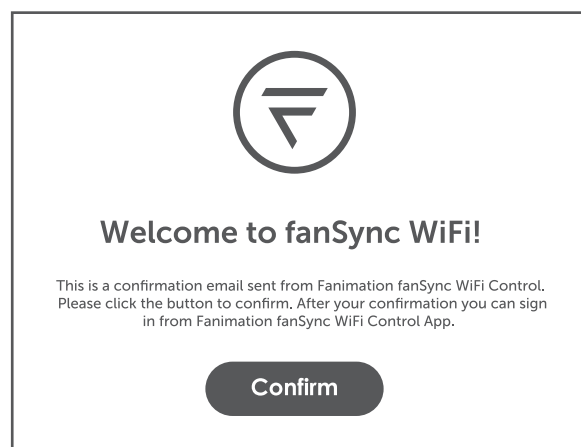 Welcome to fanSync WiFi!
This is a confirmation email sent from Fanimation fanSync WiFi Control.
Please click the button to confirm. After your confirmation you can sign
in from Fanimation fanSync WiFi Control App.
Confirm